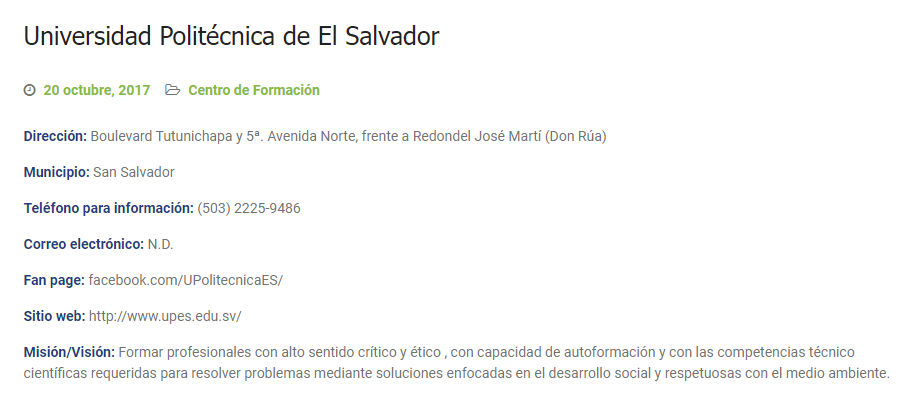 Universidad Politécnica de El Salvador
20 octubre, 2017 Centro de Formación
Dirección: Boulevard Tutunichapa y 5ª. Avenida Norte, frente a Redondel José Martí (Don Rúa)
Municipio: San Salvador
Teléfono para información: (503) 2225-9486
Correo electrónico: N.D.
Fan page: facebook.com/UPolitecnicaES/
Sitio web: http://www.upes.edu.sv/
Misión/Visión: Formar profesionales con alto sentido crítico y ético , con capacidad de autoformación y con las competencias técnico
científicas requeridas para resolver problemas mediante soluciones enfocadas en el desarrollo social y respetuosas con el medio ambiente.